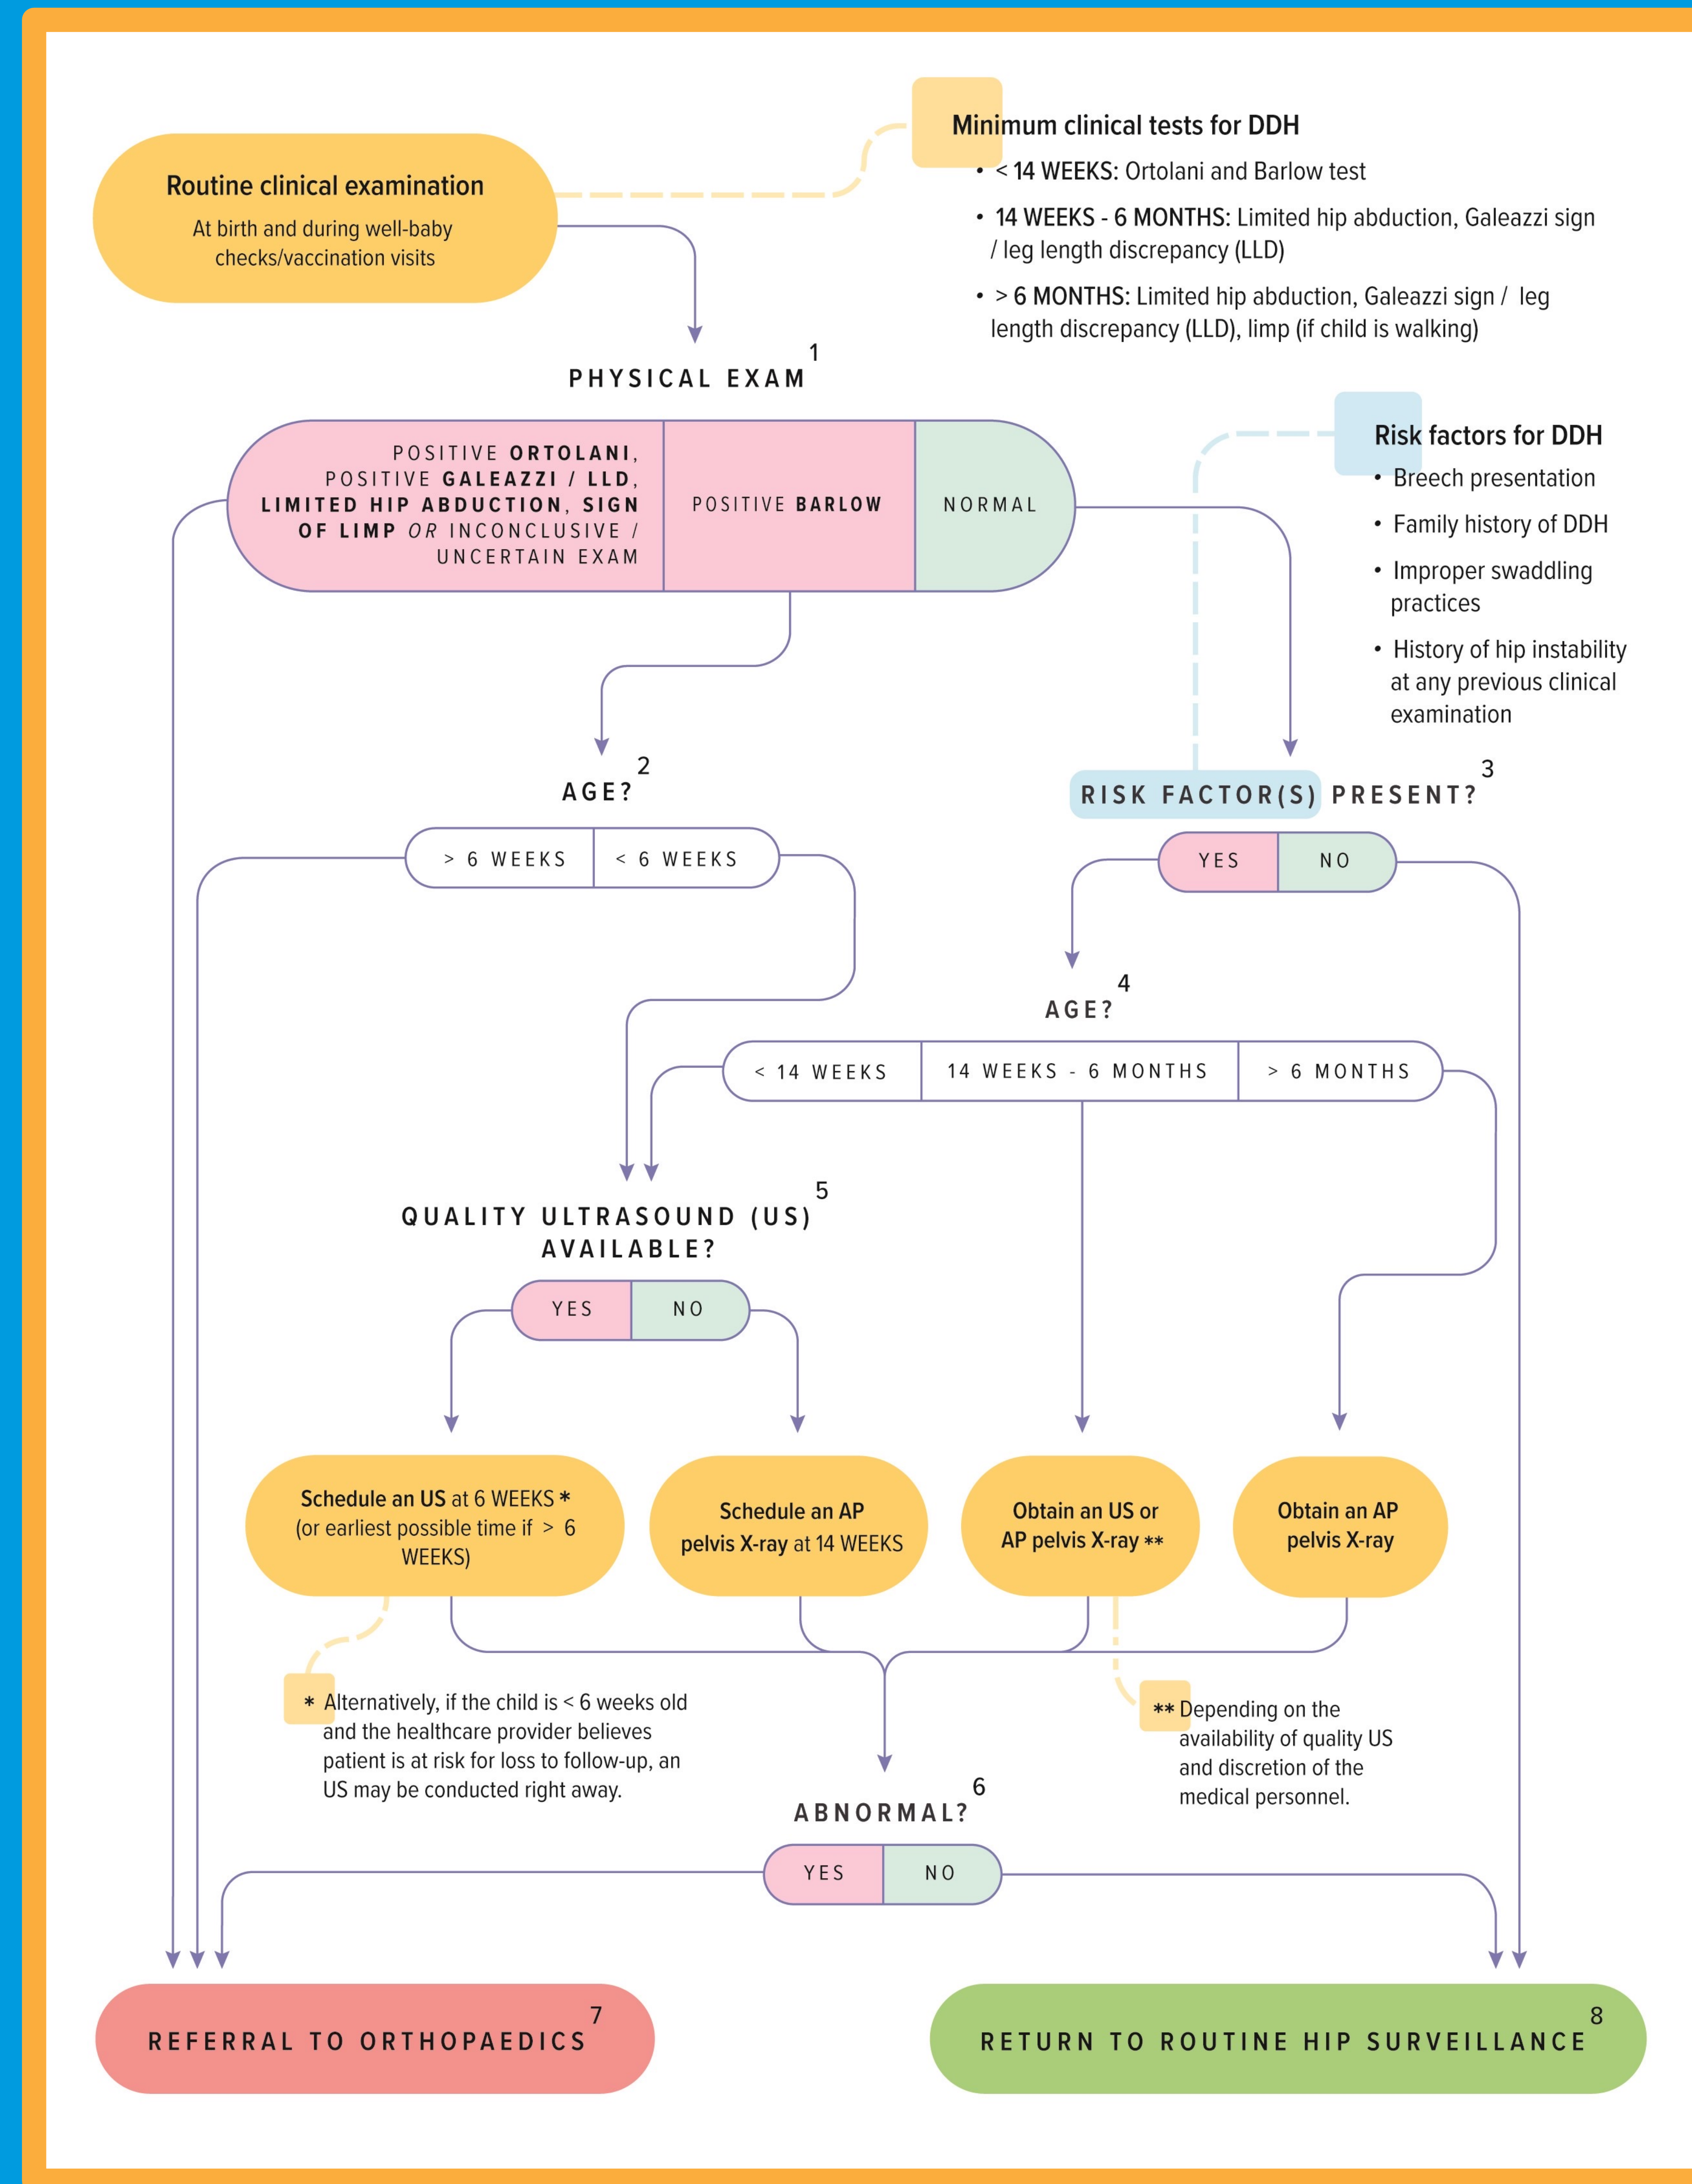 Routine clinical examination
At birth and during well-baby
checks/vaccination visits
Minimum clinical tests for DDH
• < 14 WEEKS: Ortolani and Barlow test
• 14 WEEKS - 6 MONTHS: Limited hip abduction, Galeazzi sign
/ leg length discrepancy (LLD)
• > 6 MONTHS: Limited hip abduction, Galeazzi sign / leg
length discrepancy (LLD), limp (if child is walking)
PHYSICAL EXAM 1
POSITIVE ORTOLANI,
POSITIVE GALEAZZI / LLD,
LIMITED HIP ABDUCTION, SIGN
OF LIMP OR INCONCLUSIVE /
UNCERTAIN EXAM
POSITIVE BARLOW
NORMAL
Risk factors for DDH
• Breech presentation
• Family history of DDH
• Improper swaddling
practices
• History of hip instability
at any previous clinical
examination
AGE? 2
> 6 WEEKS
< 6 WEEKS
RISK FACTOR(S) PRESENT? 3
YES
NO
AGE? 4
< 14 WEEKS
14 WEEKS - 6 MONTHS
> 6 MONTHS
QUALITY ULTRASOUND (US) 5
AVAILABLE?
YES
NO
Schedule an US at 6 WEEKS *
(or earliest possible time if > 6
WEEKS)
Schedule an AP
pelvis X-ray at 14 WEEKS
Obtain an US or
AP pelvis X-ray **
Obtain an AP
pelvis X-ray
* Alternatively, if the child is < 6 weeks old
and the healthcare provider believes
patient is at risk for loss to follow-up, an
US may be conducted right away.
** Depending on the
availability of quality US
and discretion of the
medical personnel.
ABNORMAL? 6
YES
NO
REFERRAL TO ORTHOPAEDICS 7
RETURN TO ROUTINE HIP SURVEILLANCE 8